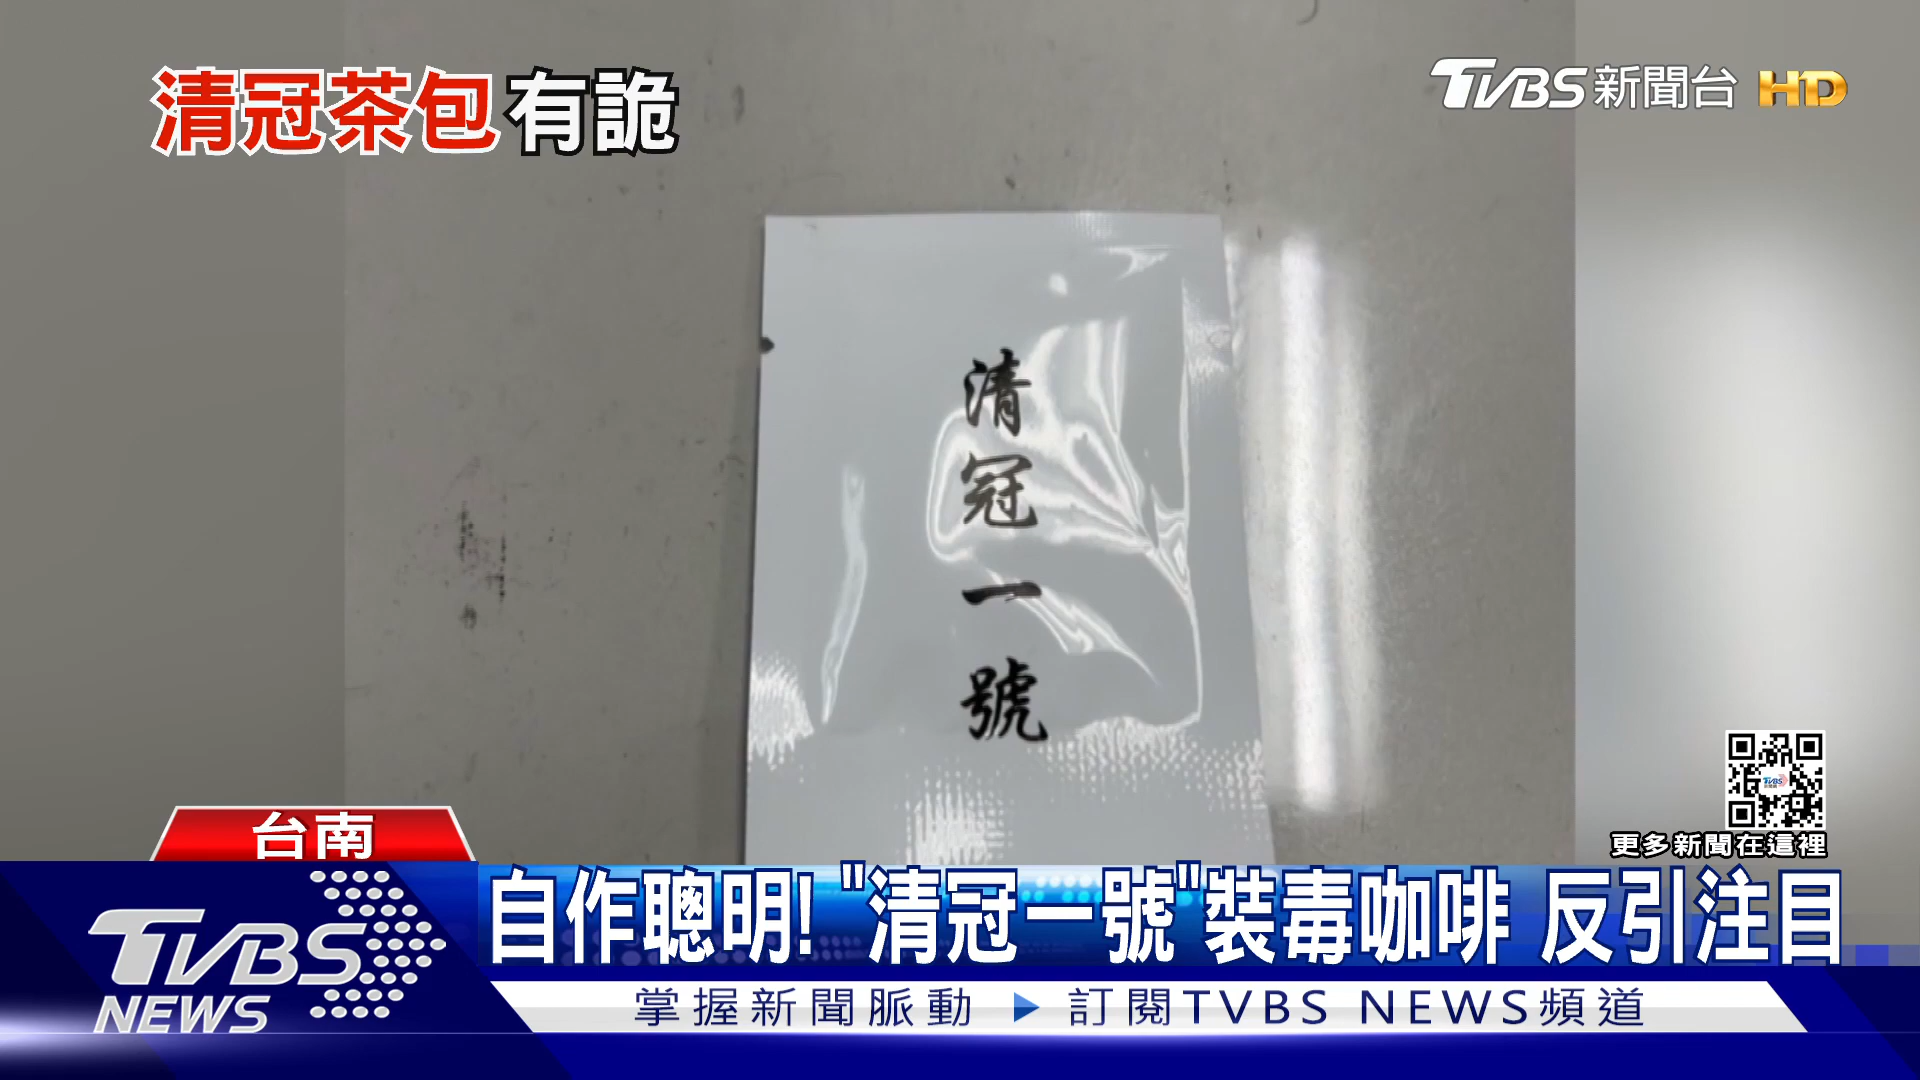 清冠茶包有詭
TVBS新聞台 HD
清冠一號
更多新聞在這裡
台南
自作聰明! "清冠一號"裝毒咖啡 反引注目
TVBS NEWS
掌握新聞脈動 ▶ 訂閱TVBS NEWS頻道